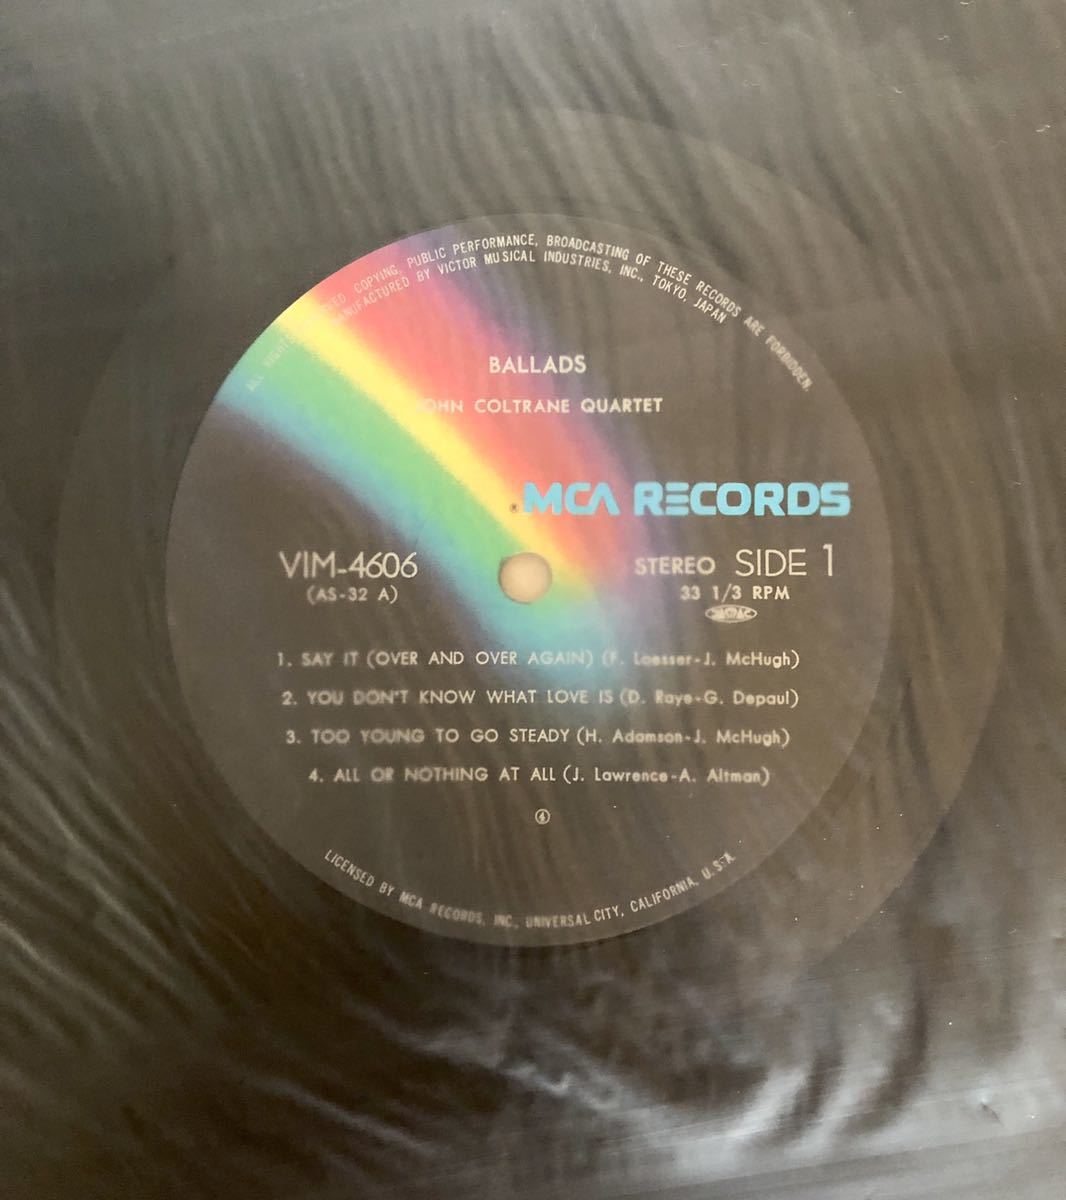 ALL RIGHTS COPYING, PUBLIC PERFORMANCE, BROADCASTING OF THESE RECORDS ARE FORBIDDEN.
MANUFACTURED BY VICTOR MUSICAL INDUSTRIES, INC., TOKYO, JAPAN
BALLADS
JOHN COLTRANE QUARTET
® MCA RECORDS
VIM-4606
(AS-32 A)
STEREO SIDE 1
33 1/3 RPM
JASRAC
1. SAY IT (OVER AND OVER AGAIN) (F. Loesser-J. McHugh)
2. YOU DON'T KNOW WHAT LOVE IS (D. Raye-G. Depaul)
3. TOO YOUNG TO GO STEADY (H. Adamson-J. McHugh)
4. ALL OR NOTHING AT ALL (J. Lawrence-A. Altman)
④
LICENSED BY MCA RECORDS, INC., UNIVERSAL CITY, CALIFORNIA, U.S.A.